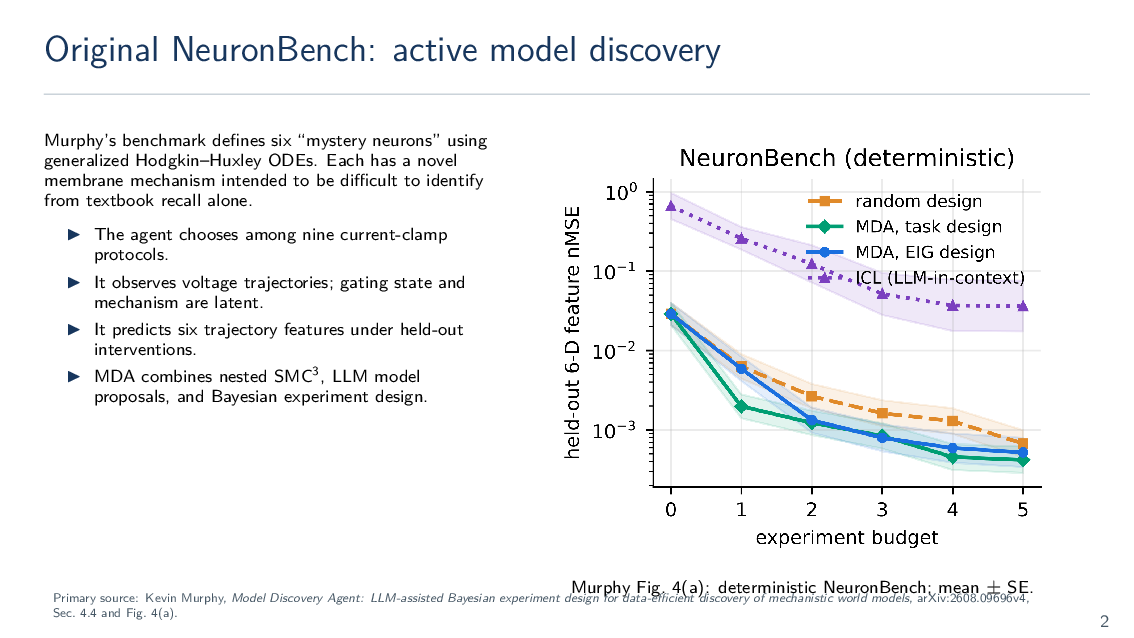 Original NeuronBench: active model discovery
Murphy's benchmark defines six “mystery neurons” using
generalized Hodgkin–Huxley ODEs. Each has a novel
membrane mechanism intended to be difficult to identify
from textbook recall alone.
▶ The agent chooses among nine current-clamp
protocols.
▶ It observes voltage trajectories; gating state and
mechanism are latent.
▶ It predicts six trajectory features under held-out
interventions.
▶ MDA combines nested SMC³, LLM model
proposals, and Bayesian experiment design.
NeuronBench (deterministic)
held-out 6-D feature nMSE
10⁰
10⁻¹
10⁻²
10⁻³
random design
MDA, task design
MDA, EIG design
ICL (LLM-in-context)
0 1 2 3 4 5
experiment budget
Murphy Fig. 4(a); deterministic NeuronBench; mean ± SE.
Primary source: Kevin Murphy, Model Discovery Agent: LLM-assisted Bayesian experiment design for data-efficient discovery of mechanistic world models, arXiv:2608.09696v4,
Sec. 4.4 and Fig. 4(a).
2